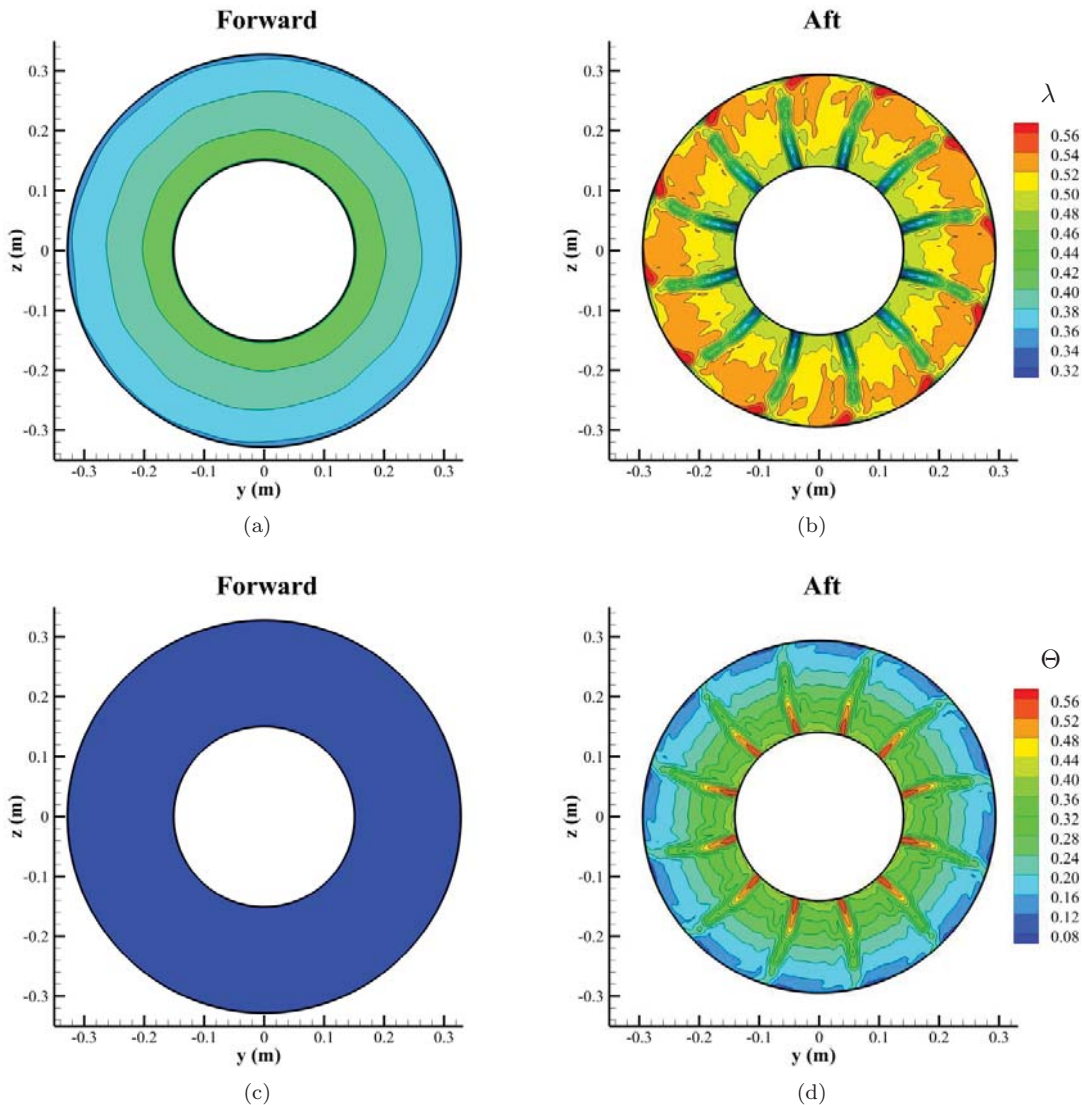 Forward
0.3
0.2
0.1
0
-0.1
-0.2
-0.3
z (m)
-0.3 -0.2 -0.1 0 0.1 0.2 0.3
y (m)
(a)
Aft
0.3
0.2
0.1
0
-0.1
-0.2
-0.3
z (m)
-0.3 -0.2 -0.1 0 0.1 0.2 0.3
y (m)
(b)
λ
0.56
0.54
0.52
0.50
0.48
0.46
0.44
0.42
0.40
0.38
0.36
0.34
0.32
Forward
0.3
0.2
0.1
0
-0.1
-0.2
-0.3
z (m)
-0.3 -0.2 -0.1 0 0.1 0.2 0.3
y (m)
(c)
Aft
0.3
0.2
0.1
0
-0.1
-0.2
-0.3
z (m)
-0.3 -0.2 -0.1 0 0.1 0.2 0.3
y (m)
(d)
Θ
0.56
0.52
0.48
0.44
0.40
0.36
0.32
0.28
0.24
0.20
0.16
0.12
0.08